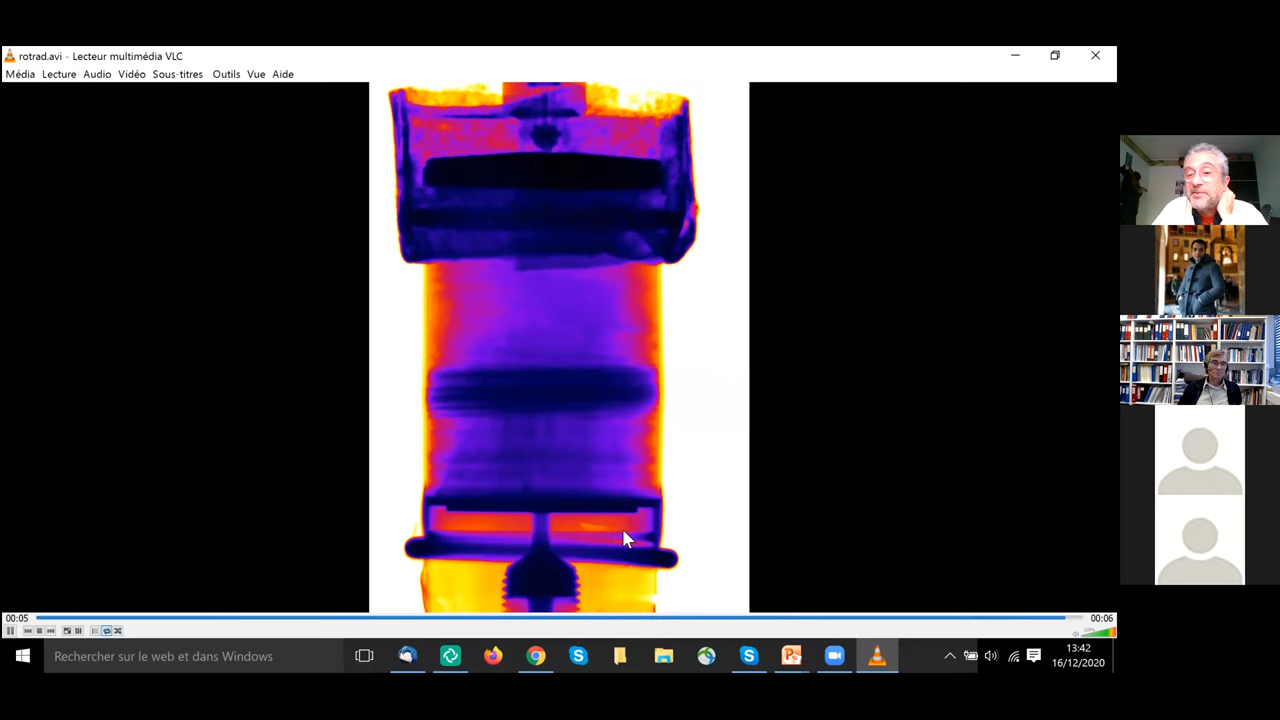 rotrad.avi - Lecteur multimédia VLC
Média Lecture Audio Vidéo Sous-titres Outils Vue Aide
00:05
00:06
Rechercher sur le web et dans Windows
13:42
16/12/2020